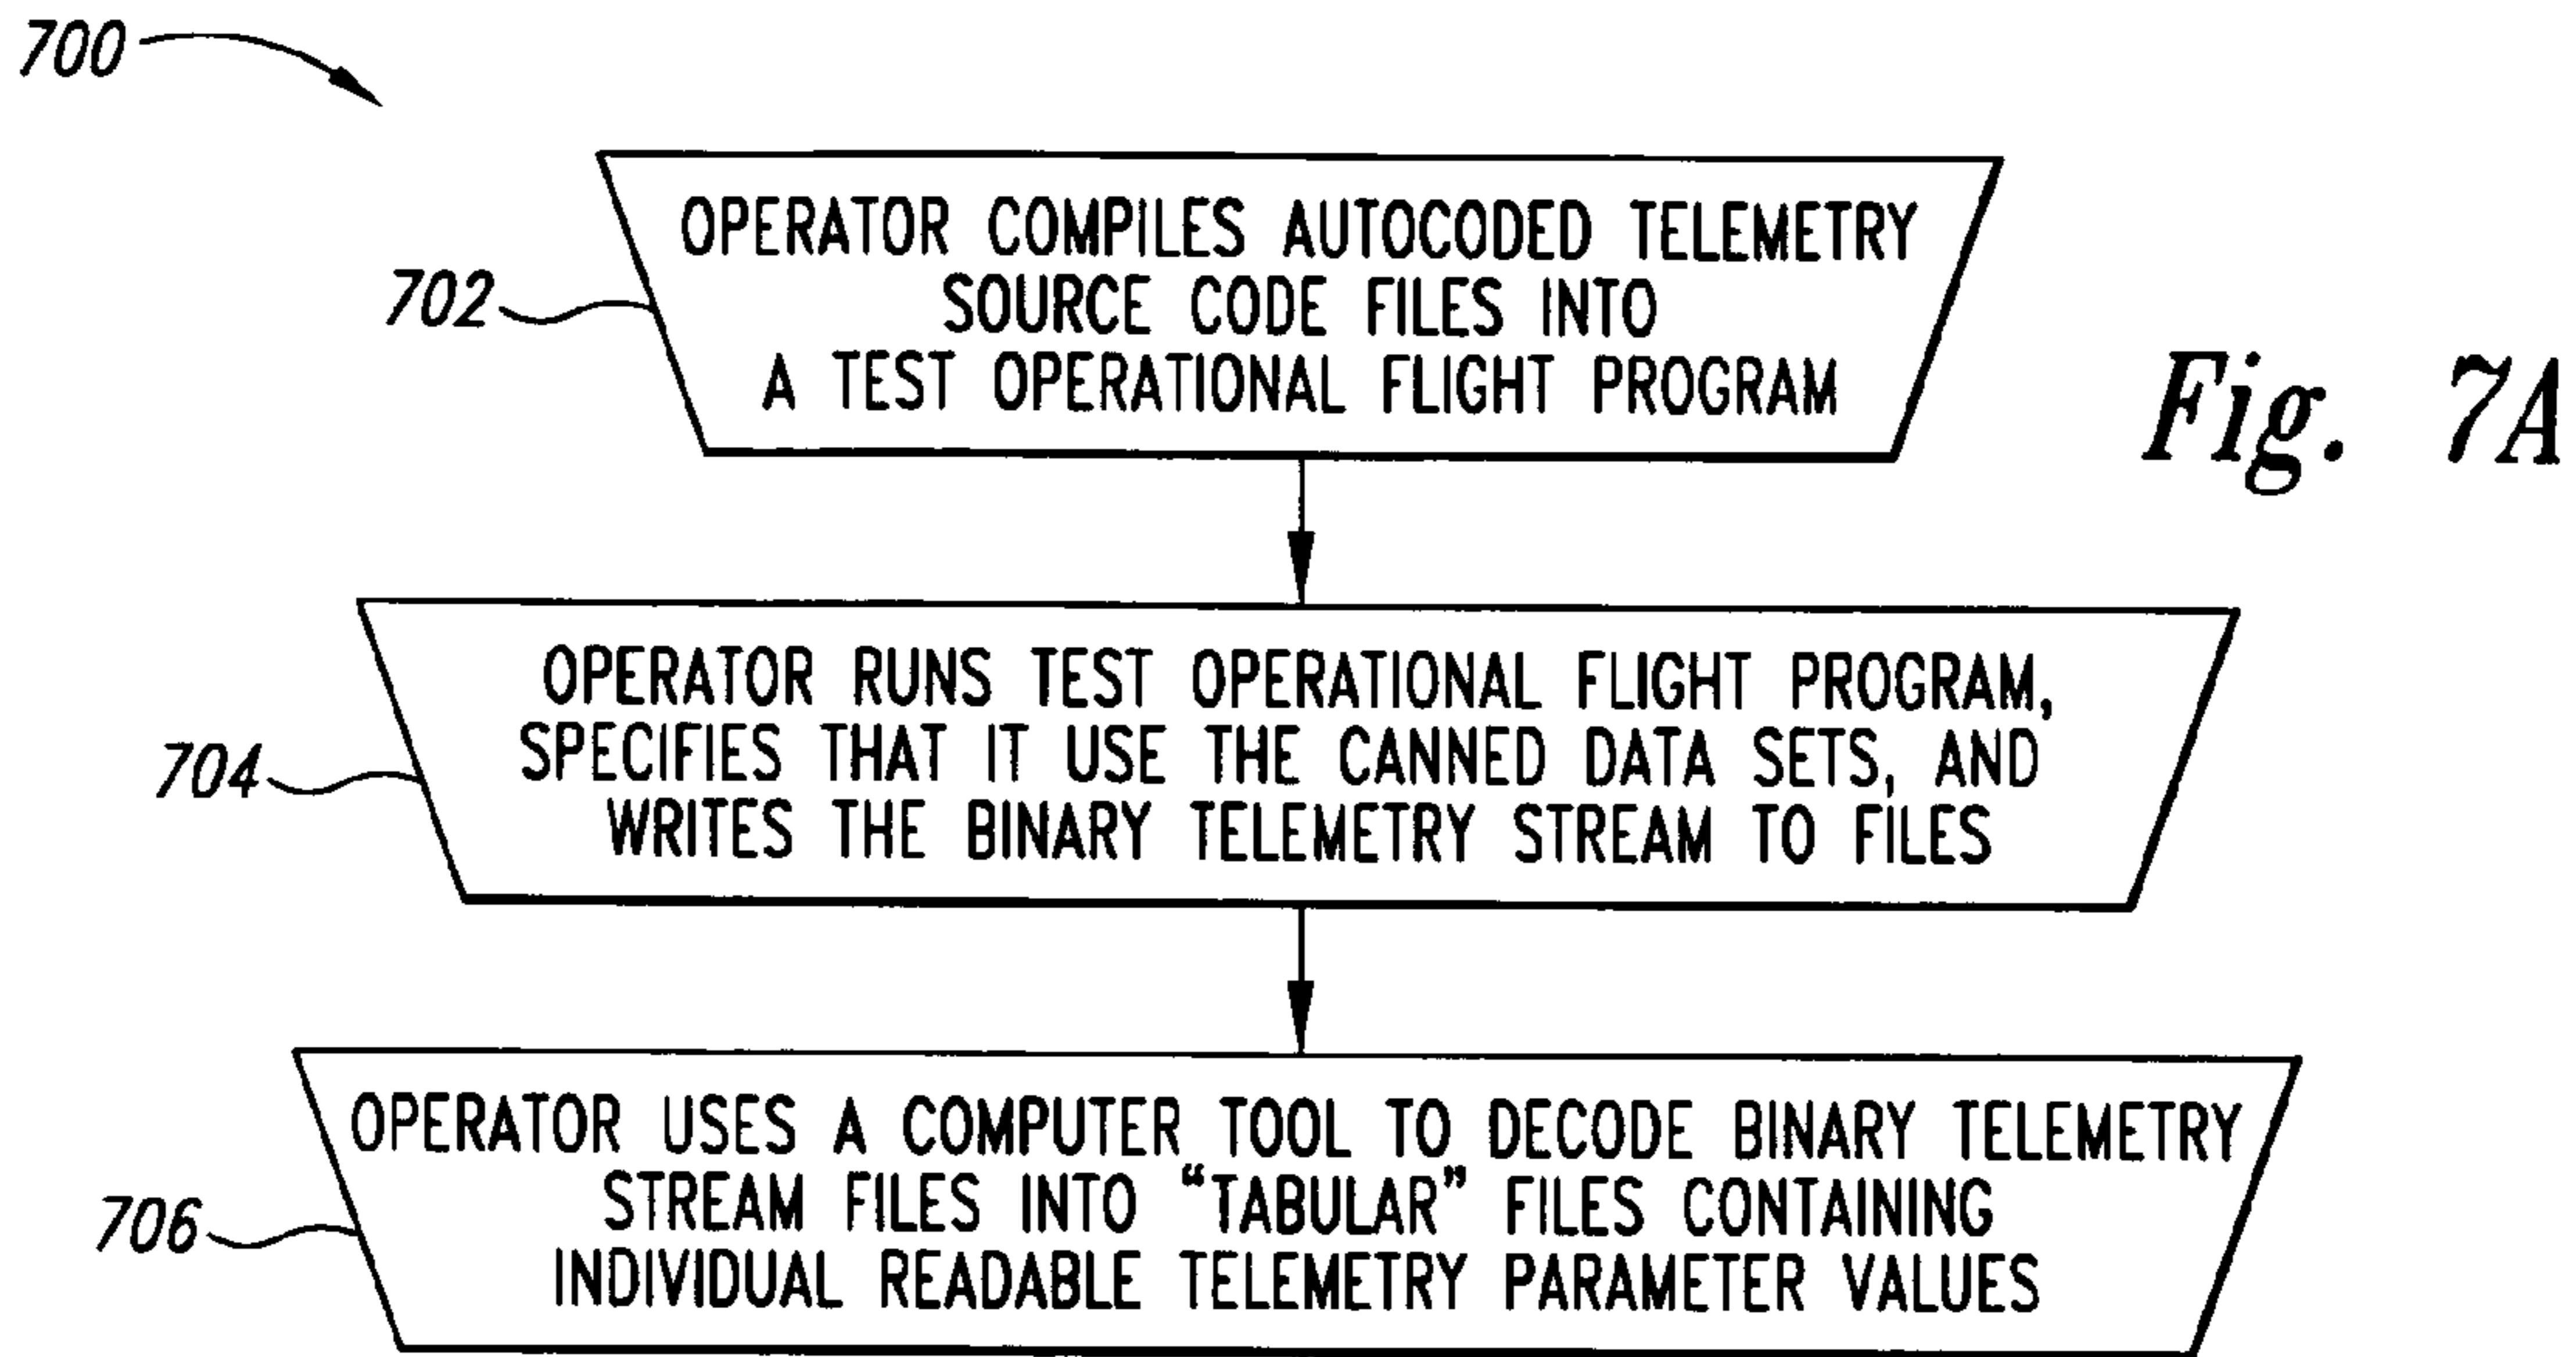 700
OPERATOR COMPILES AUTOCODED TELEMETRY
SOURCE CODE FILES INTO
A TEST OPERATIONAL FLIGHT PROGRAM
702
Fig. 7A
OPERATOR RUNS TEST OPERATIONAL FLIGHT PROGRAM,
SPECIFIES THAT IT USE THE CANNED DATA SETS, AND
WRITES THE BINARY TELEMETRY STREAM TO FILES
704
OPERATOR USES A COMPUTER TOOL TO DECODE BINARY TELEMETRY
STREAM FILES INTO “TABULAR” FILES CONTAINING
INDIVIDUAL READABLE TELEMETRY PARAMETER VALUES
706